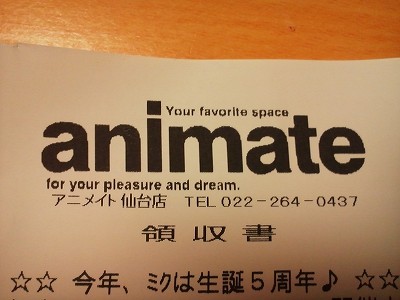 Your favorite space
animate
for your pleasure and dream.
アニメイト仙台店 TEL 022-264-0437
領収書
☆☆ 今年、ミクは生誕5周年♪ ☆☆